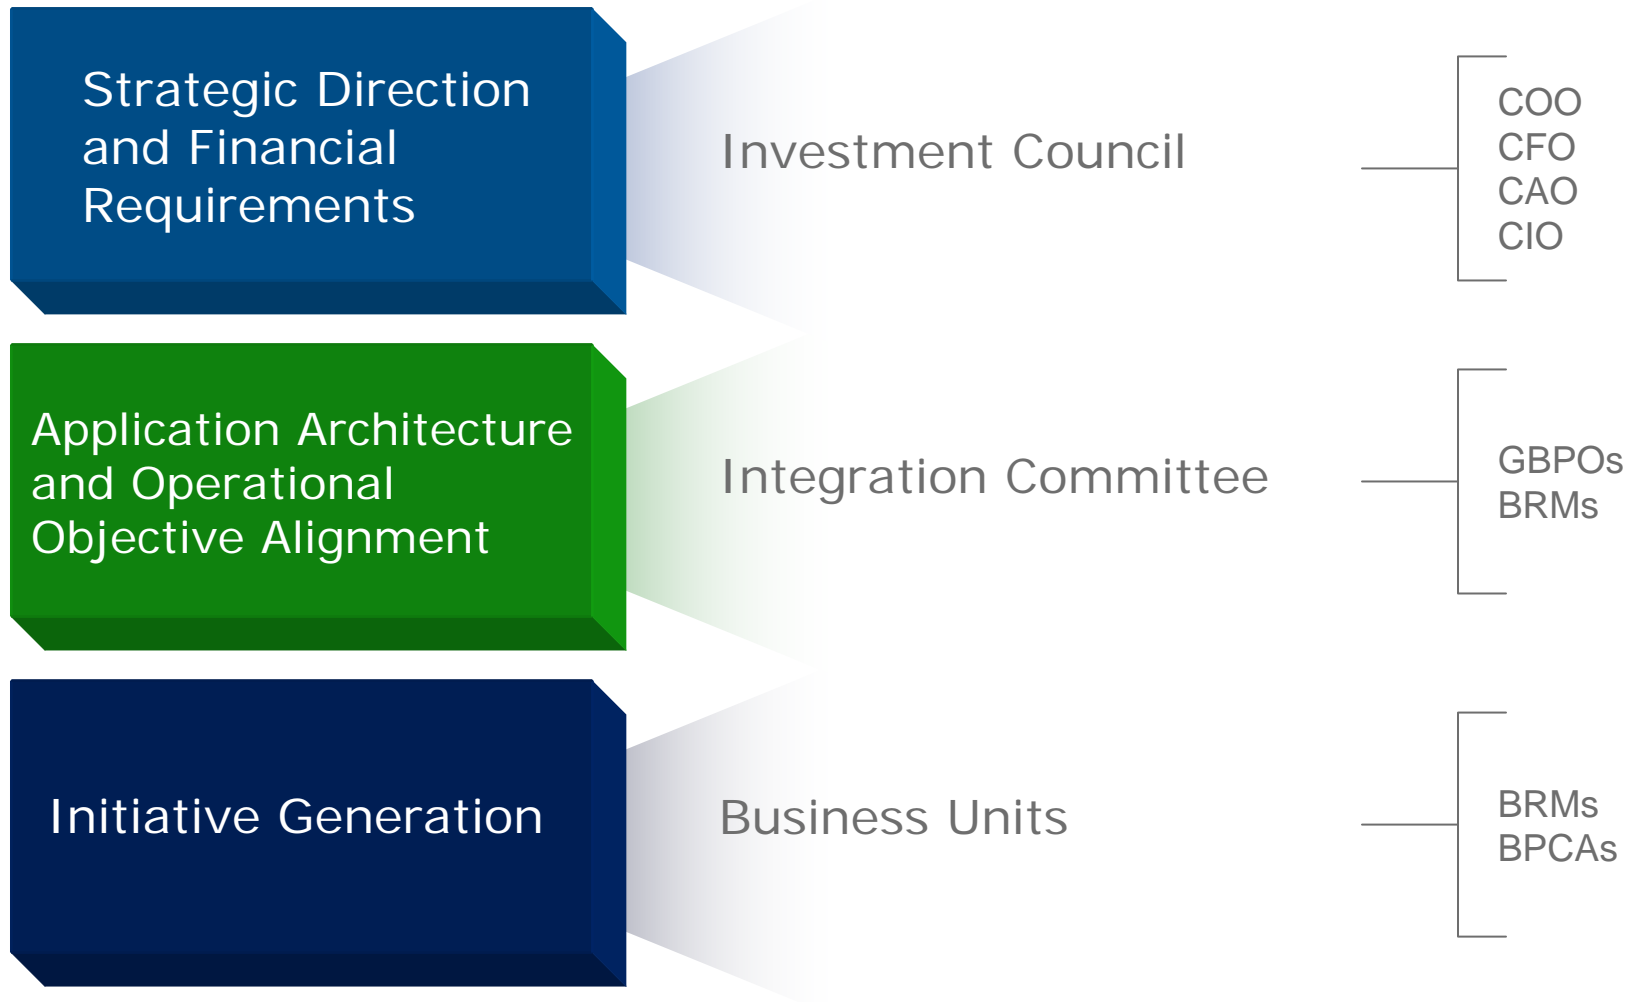 Strategic Direction
and Financial
Requirements
Investment Council
COO
CFO
CAO
CIO
Application Architecture
and Operational
Objective Alignment
Integration Committee
GBPOs
BRMs
Initiative Generation
Business Units
BRMs
BPCAs